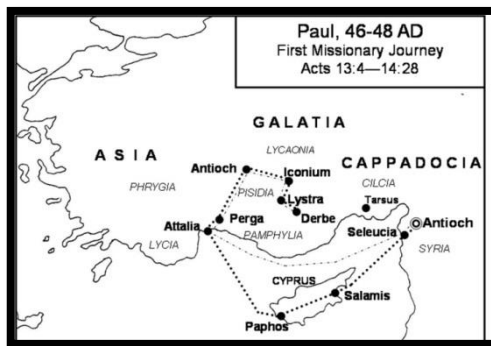 Paul, 46-48 AD
First Missionary Journey
Acts 13:4—14:28
GALATIA
LYCAONIA
ASIA
CAPPADOCIA
Antioch
Iconium
PHRYGIA
PISIDIA
CILCIA
Lystra
Tarsus
Perga
Derbe
Antioch
Attalia
PAMPHYLIA
Seleucia
LYCIA
SYRIA
CYPRUS
Salamis
Paphos